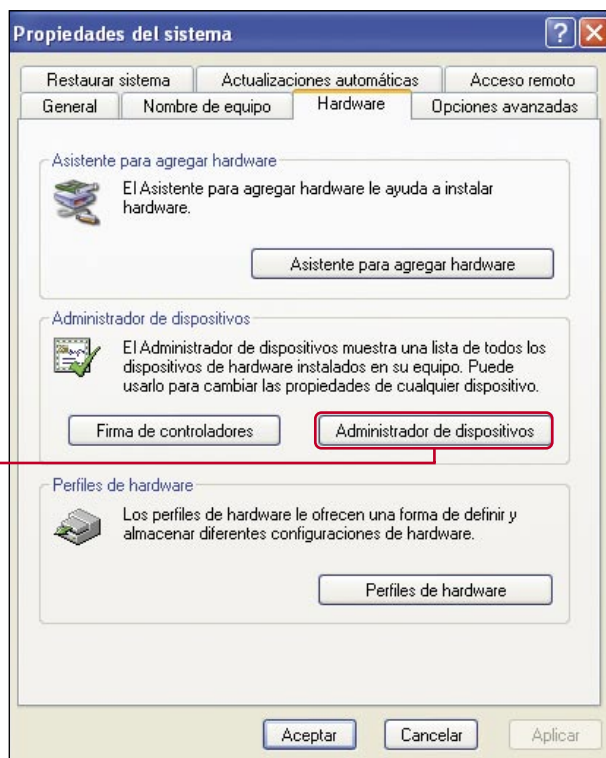 Propiedades del sistema
Restaurar sistema
Actualizaciones automáticas
Acceso remoto
General
Nombre de equipo
Hardware
Opciones avanzadas
Asistente para agregar hardware
El Asistente para agregar hardware le ayuda a instalar
hardware.
Asistente para agregar hardware
Administrador de dispositivos
El Administrador de dispositivos muestra una lista de todos los
dispositivos de hardware instalados en su equipo. Puede
usarlo para cambiar las propiedades de cualquier dispositivo.
Firma de controladores
Administrador de dispositivos
Perfiles de hardware
Los perfiles de hardware le ofrecen una forma de definir y
almacenar diferentes configuraciones de hardware.
Perfiles de hardware
Aceptar
Cancelar
Aplicar